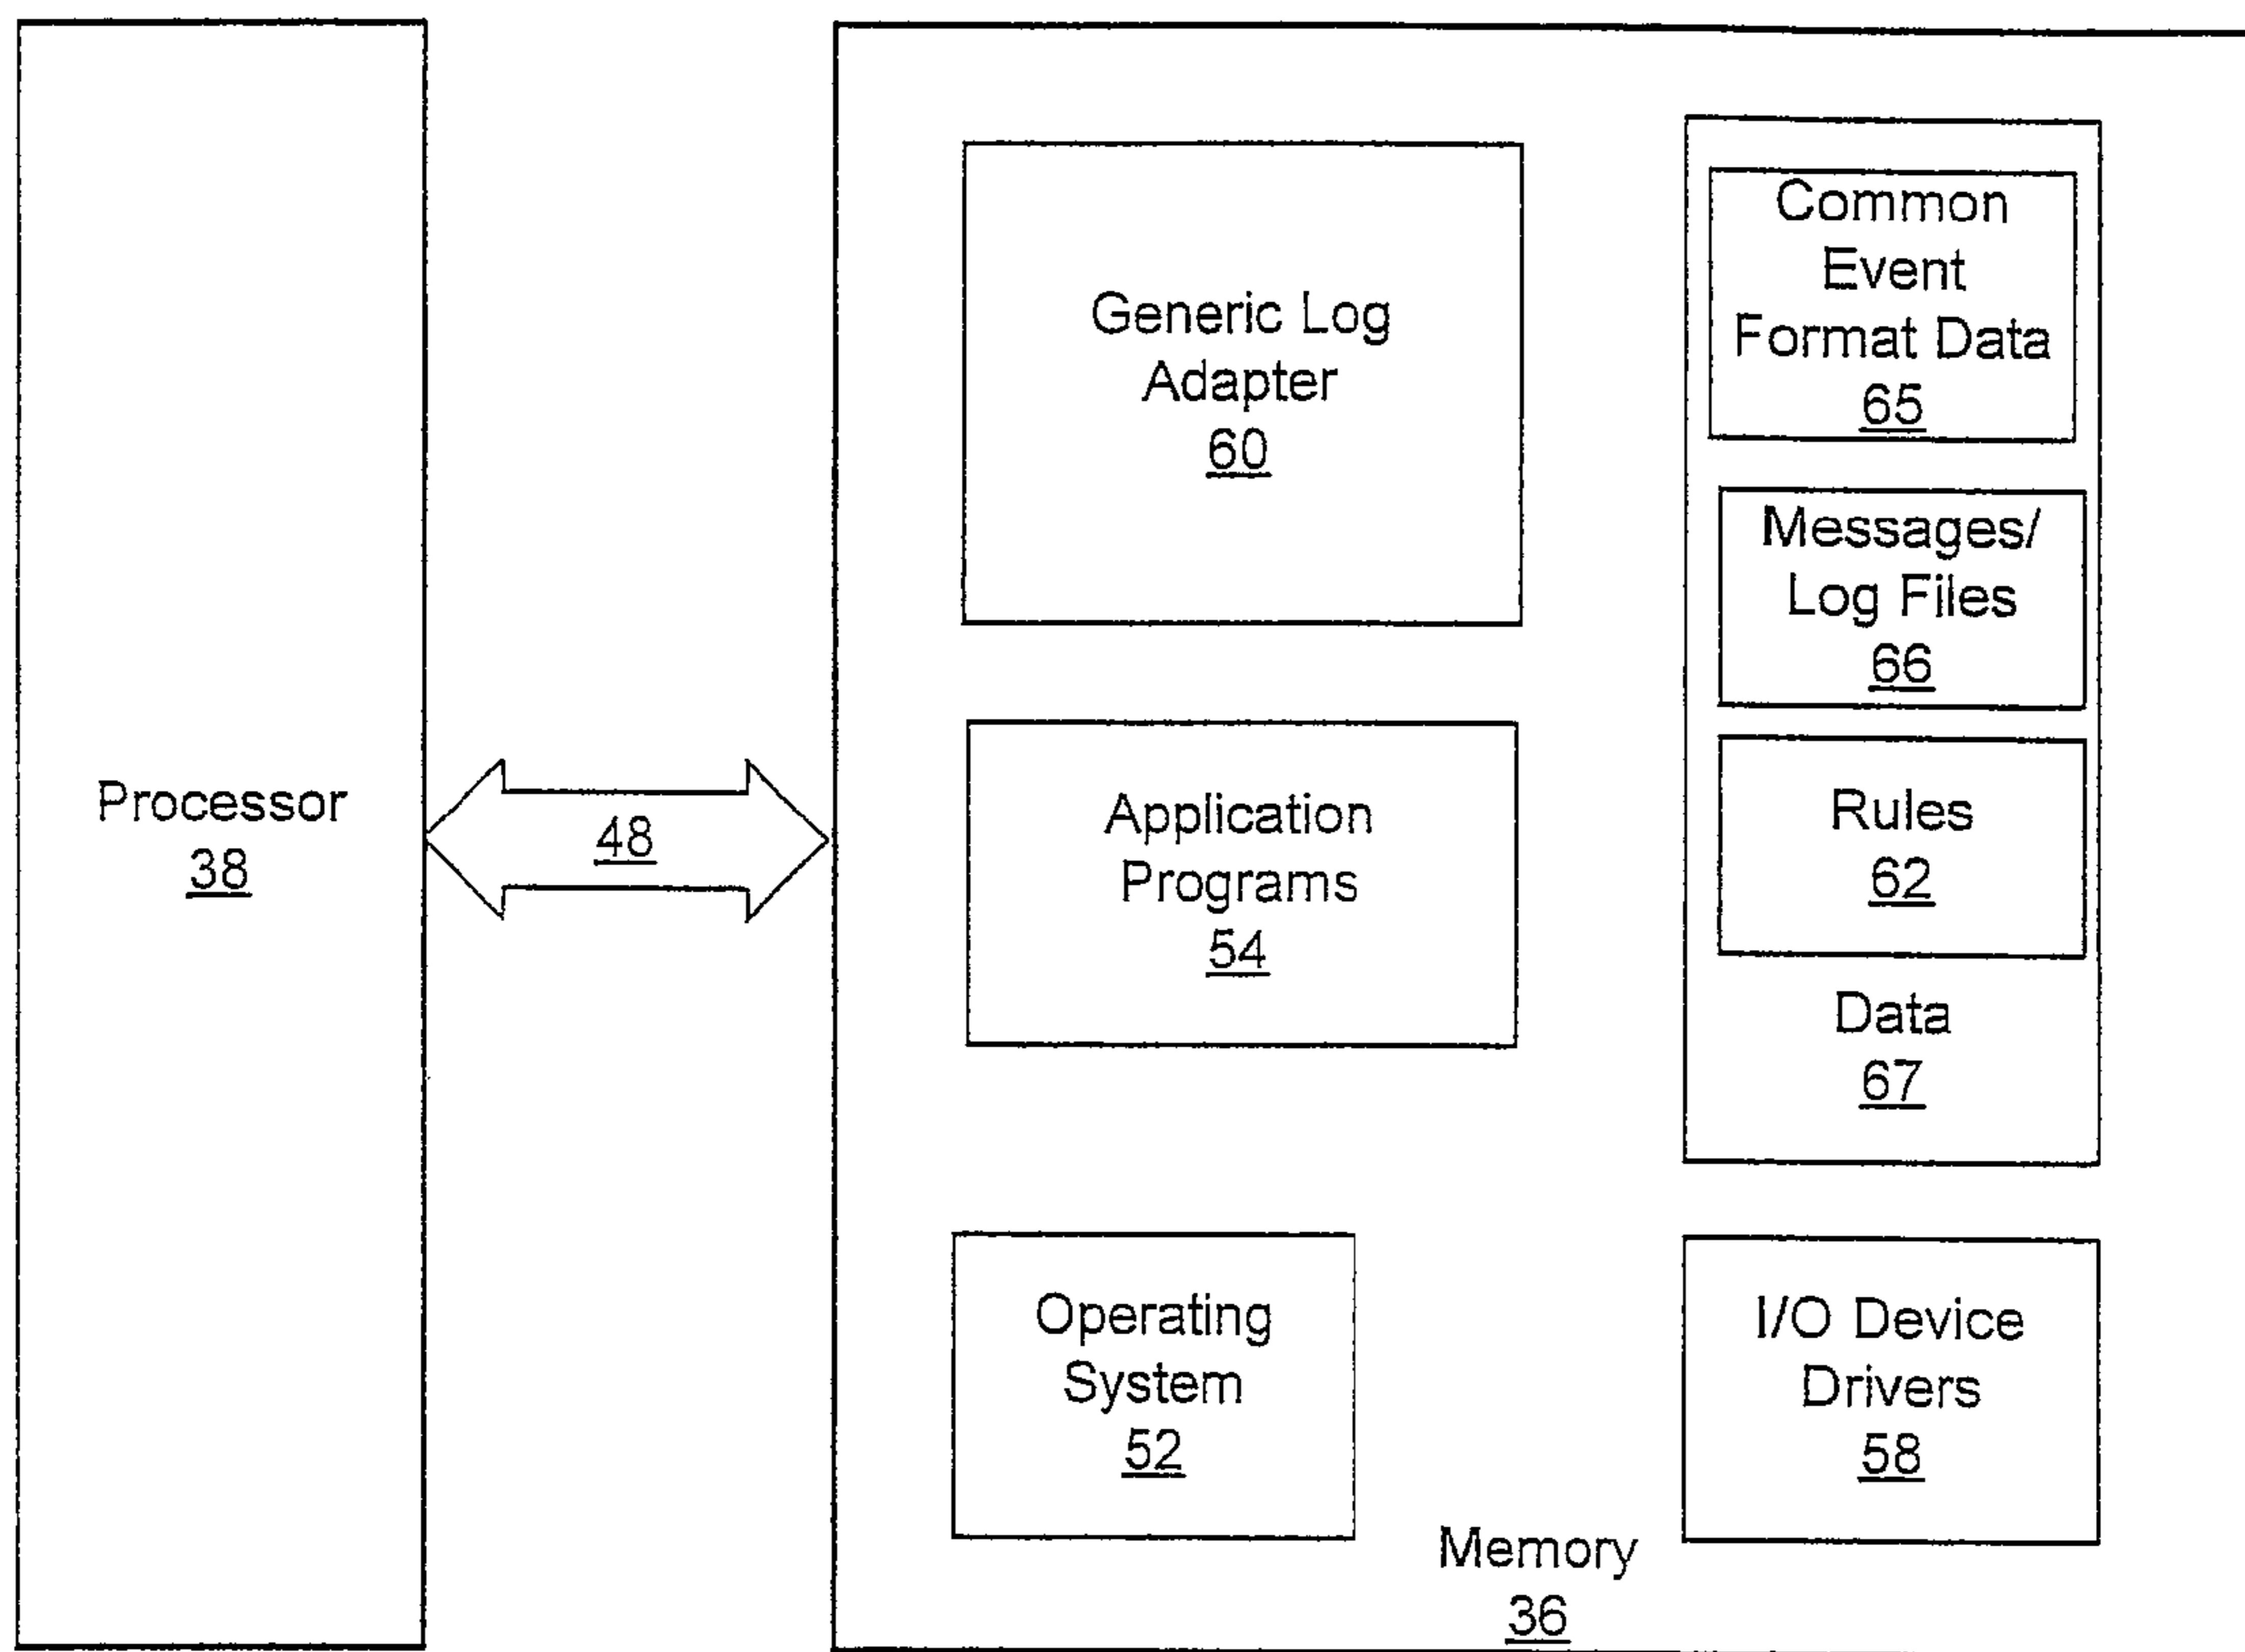 Processor
38
48
Generic Log
Adapter
60
Application
Programs
54
Operating
System
52
Common
Event
Format Data
65
Messages/
Log Files
66
Rules
62
Data
67
I/O Device
Drivers
58
Memory
36